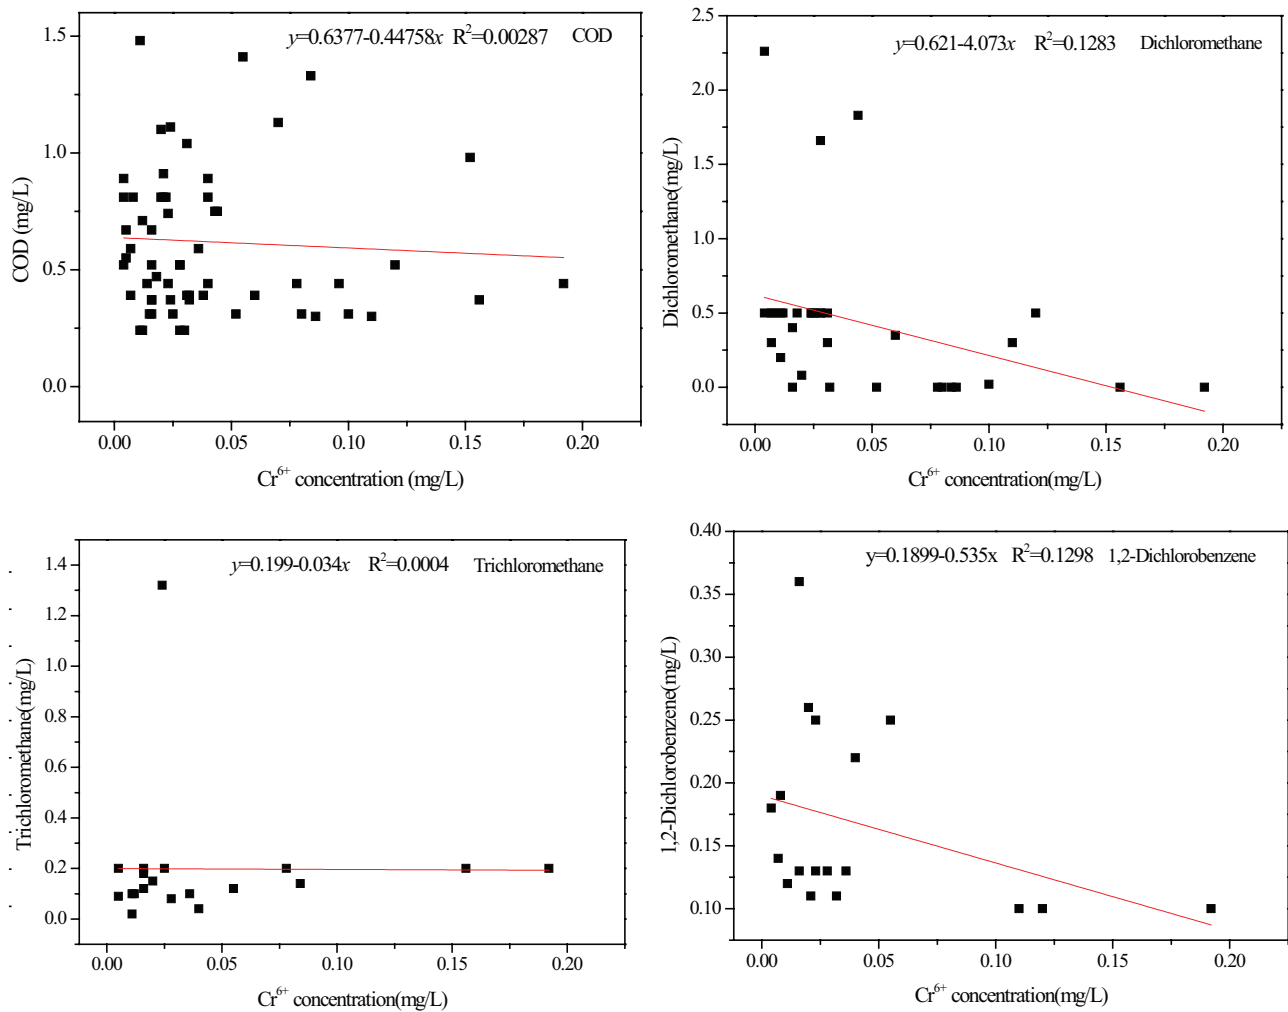 y=0.6377-0.44758x R²=0.00287 COD
1.5
1.0
0.5
0.0
COD (mg/L)
0.00 0.05 0.10 0.15 0.20
Cr⁶⁺ concentration (mg/L)
y=0.621-4.073x R²=0.1283 Dichloromethane
2.5
2.0
1.5
1.0
0.5
0.0
Dichloromethane(mg/L)
0.00 0.05 0.10 0.15 0.20
Cr⁶⁺ concentration(mg/L)
y=0.199-0.034x R²=0.0004 Trichloromethane
1.4
1.2
1.0
0.8
0.6
0.4
0.2
0.0
Trichloromethane(mg/L)
0.00 0.05 0.10 0.15 0.20
Cr⁶⁺ concentration(mg/L)
y=0.1899-0.535x R²=0.1298 1,2-Dichlorobenzene
0.40
0.35
0.30
0.25
0.20
0.15
0.10
1,2-Dichlorobenzene(mg/L)
0.00 0.05 0.10 0.15 0.20
Cr⁶⁺ concentration(mg/L)